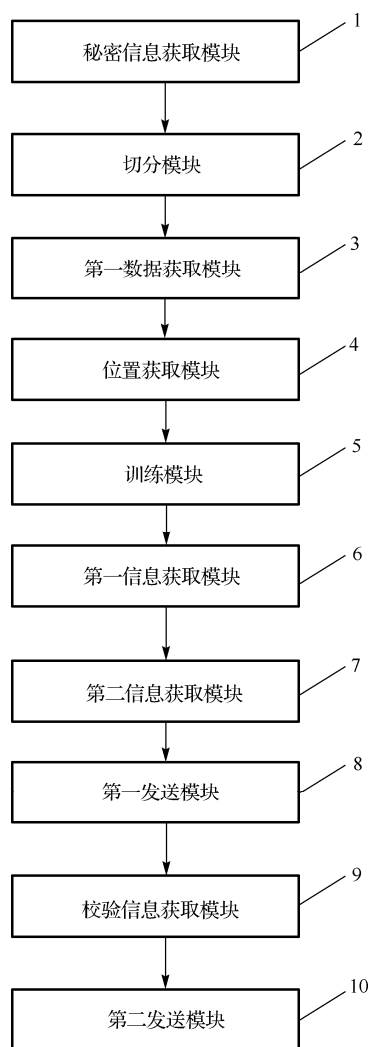 1
秘密信息获取模块
2
切分模块
3
第一数据获取模块
4
位置获取模块
5
训练模块
6
第一信息获取模块
7
第二信息获取模块
8
第一发送模块
9
校验信息获取模块
10
第二发送模块